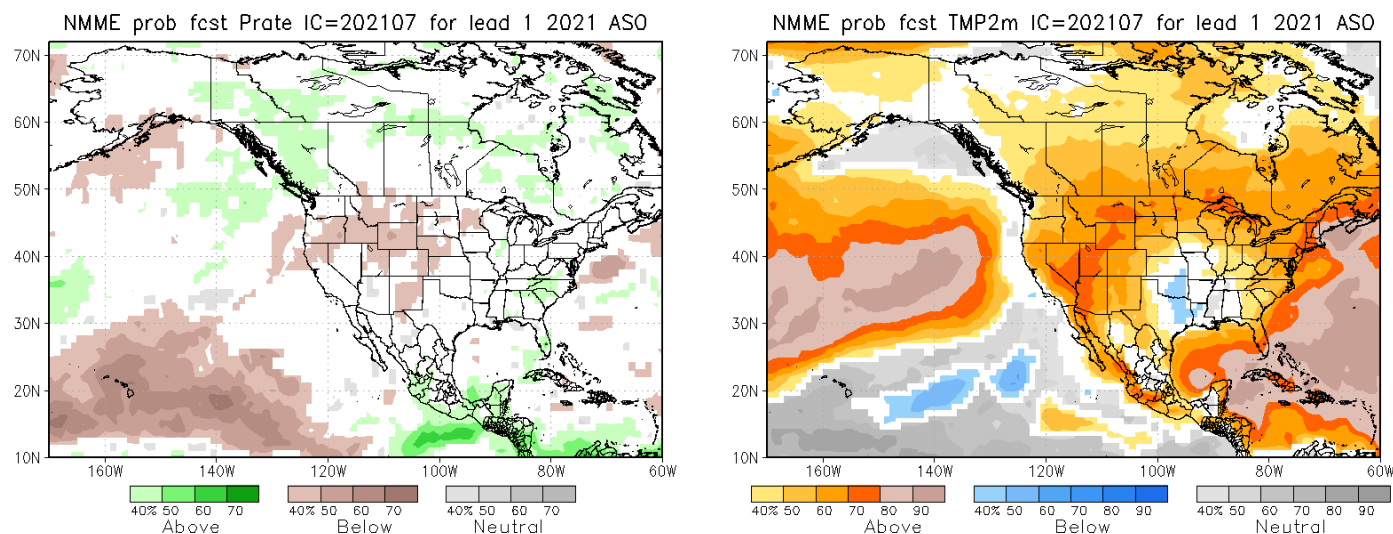 NMME prob fcst Prate IC=202107 for lead 1 2021 ASO
70N
60N
50N
40N
30N
20N
10N
160W 140W 120W 100W 80W 60W
40% 50 60 70
Above
40% 50 60 70
Below
40% 50 60 70
Neutral
NMME prob fcst TMP2m IC=202107 for lead 1 2021 ASO
70N
60N
50N
40N
30N
20N
10N
160W 140W 120W 100W 80W 60W
40% 50 60 70 80 90
Above
40% 50 60 70 80 90
Below
40% 50 60 70 80 90
Neutral